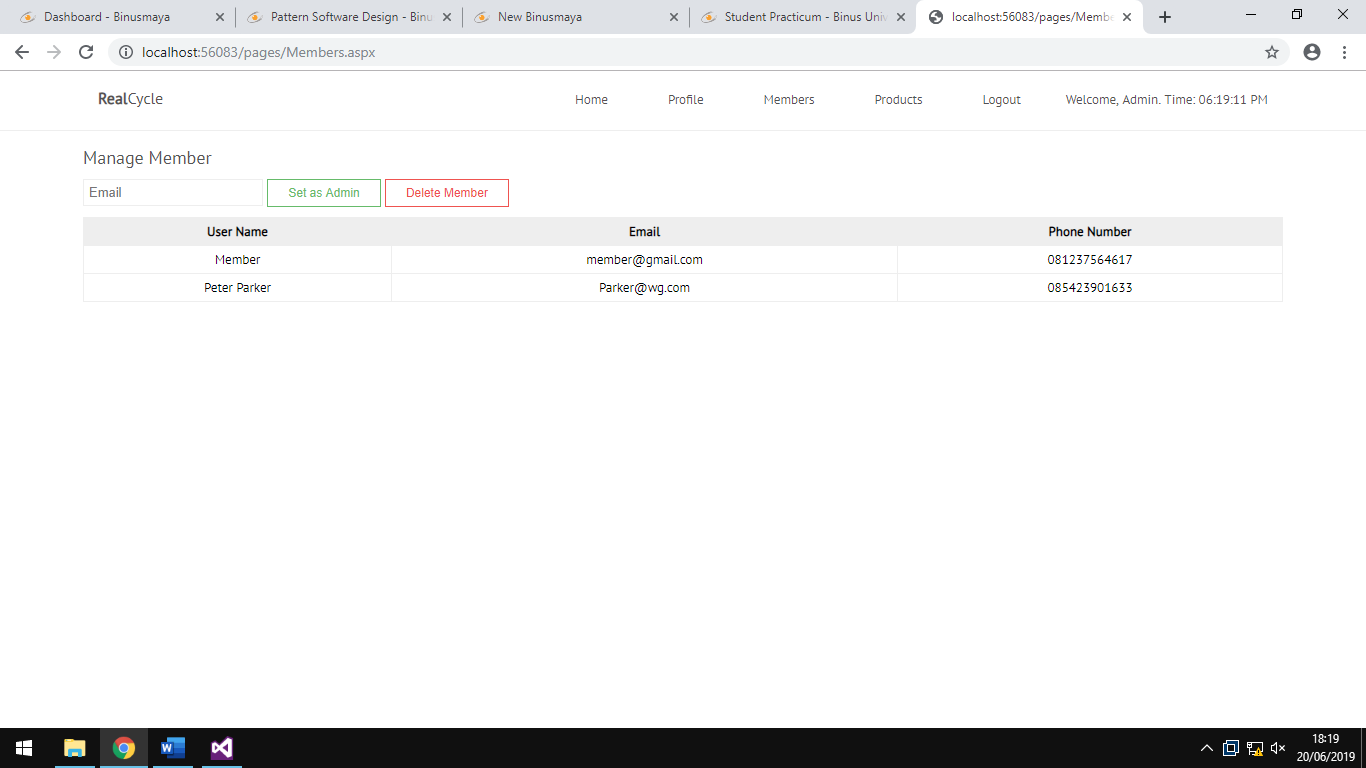 Dashboard - Binusmaya
Pattern Software Design - Binu
New Binusmaya
Student Practicum - Binus Univ
localhost:56083/pages/Membe
localhost:56083/pages/Members.aspx
RealCycle
Home
Profile
Members
Products
Logout
Welcome, Admin. Time: 06:19:11 PM
Manage Member
Email
Set as Admin
Delete Member
User Name Email Phone Number
Member member@gmail.com 081237564617
Peter Parker Parker@wg.com 085423901633
18:19
20/06/2019